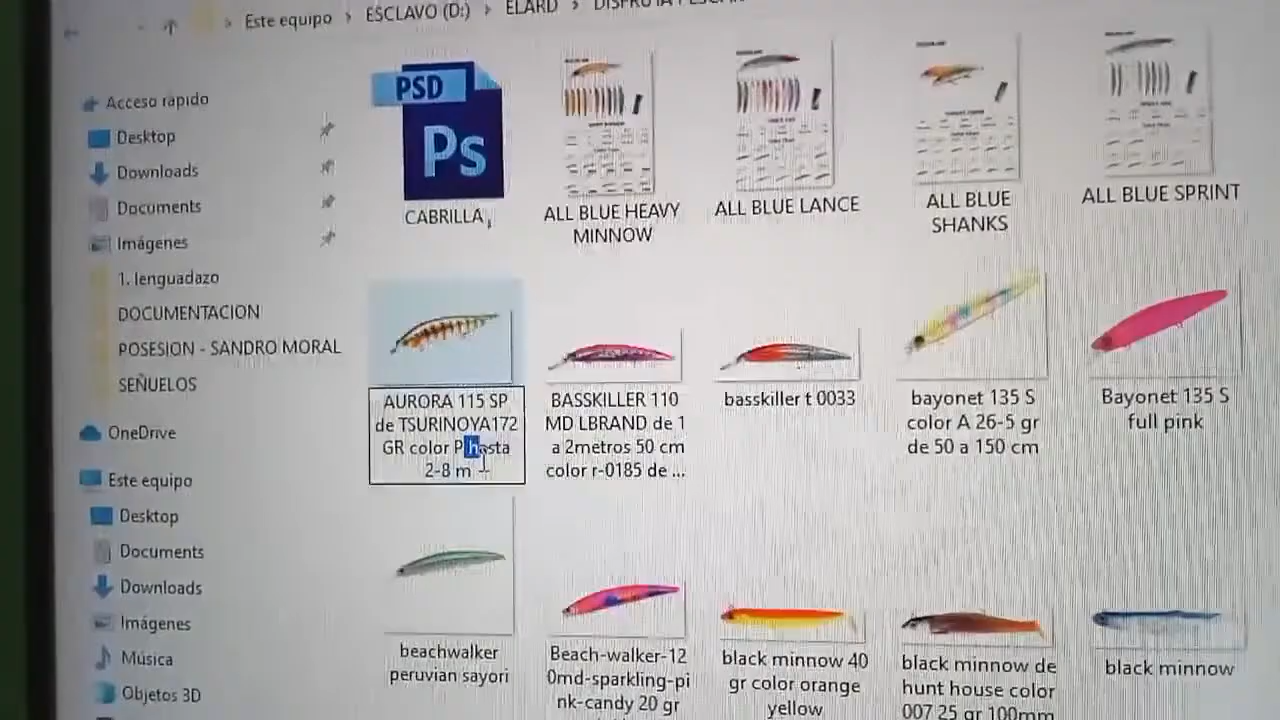 Este equipo > ESCLAVO (D:) > ELARD >
Acceso rápido
Desktop
Downloads
Documents
Imágenes
1. lenguadazo
DOCUMENTACION
POSESION - SANDRO MORAL
SEÑUELOS
OneDrive
Este equipo
Desktop
Documents
Downloads
Imágenes
Música
Objetos 3D
PSD
Ps
CABRILLA
ALL BLUE HEAVY
MINNOW
ALL BLUE LANCE
ALL BLUE
SHANKS
ALL BLUE SPRINT
AURORA 115 SP
de TSURINOYA172
GR color P hasta
2-8 m
BASSKILLER 110
MD LBRAND de 1
a 2metros 50 cm
color r-0185 de ...
basskiller t 0033
bayonet 135 S
color A 26-5 gr
de 50 a 150 cm
Bayonet 135 S
full pink
beachwalker
peruvian sayori
Beach-walker-12
0md-sparkling-pi
nk-candy 20 gr
black minnow 40
gr color orange
yellow
black minnow de
hunt house color
007 25 gr 100mm
black minnow